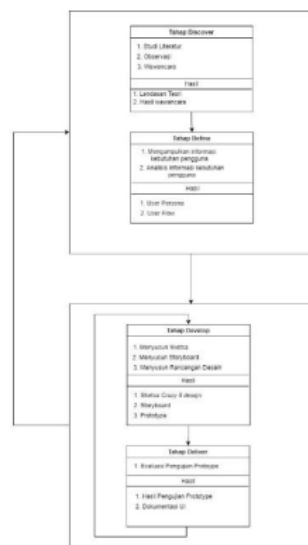 Tahap Discover
1. Studi Literatur
2. Observasi
3. Wawancara
Hasil
1. Landasan Teori
2. Hasil wawancara
Tahap Define
1. Mengumpulkan informasi
kebutuhan pengguna
2. Analisis informasi kebutuhan
pengguna
Hasil
1. User Persona
2. User Flow
Tahap Develop
1. Menyusun Sketsa
2. Menyusun Storyboard
3. Menyusun Rancangan Desain
Hasil
1. Sketsa Crazy 8 design
2. Storyboard
3. Prototype
Tahap Deliver
1. Evaluasi Pengujian Prototype
Hasil
1. Hasil Pengujian Prototype
2. Dokumentasi UI